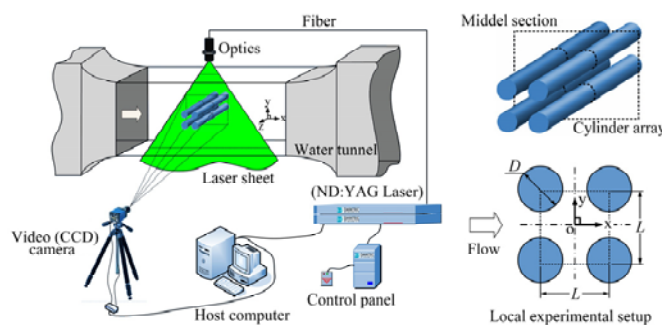 Fiber
Optics
Middel section
Cylinder array
y
x
z
Water tunnel
Laser sheet
(ND:YAG Laser)
Video (CCD)
camera
Host computer
Control panel
Flow
D
y
o
x
L
L
Local experimental setup